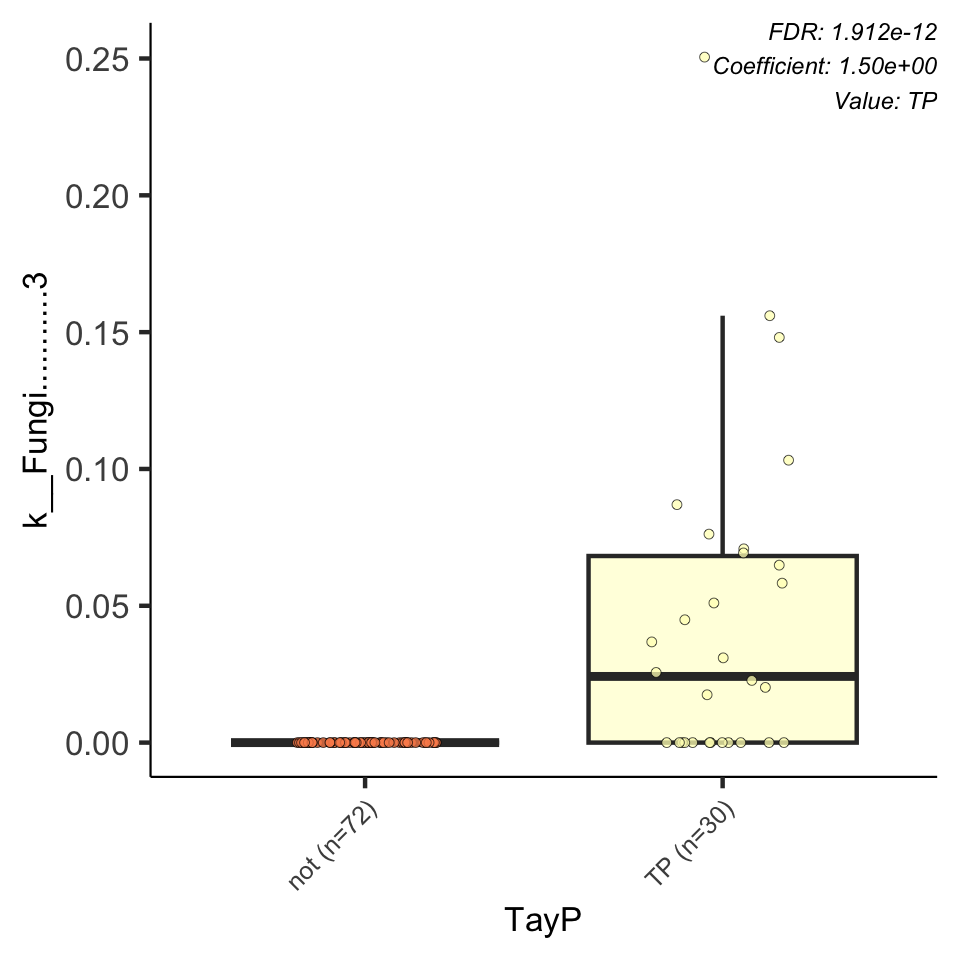 FDR: 1.912e-12
Coefficient: 1.50e+00
Value: TP
0.25
0.20
0.15
0.10
0.05
0.00
k__Fungi...........3
not (n=72)
TP (n=30)
TayP